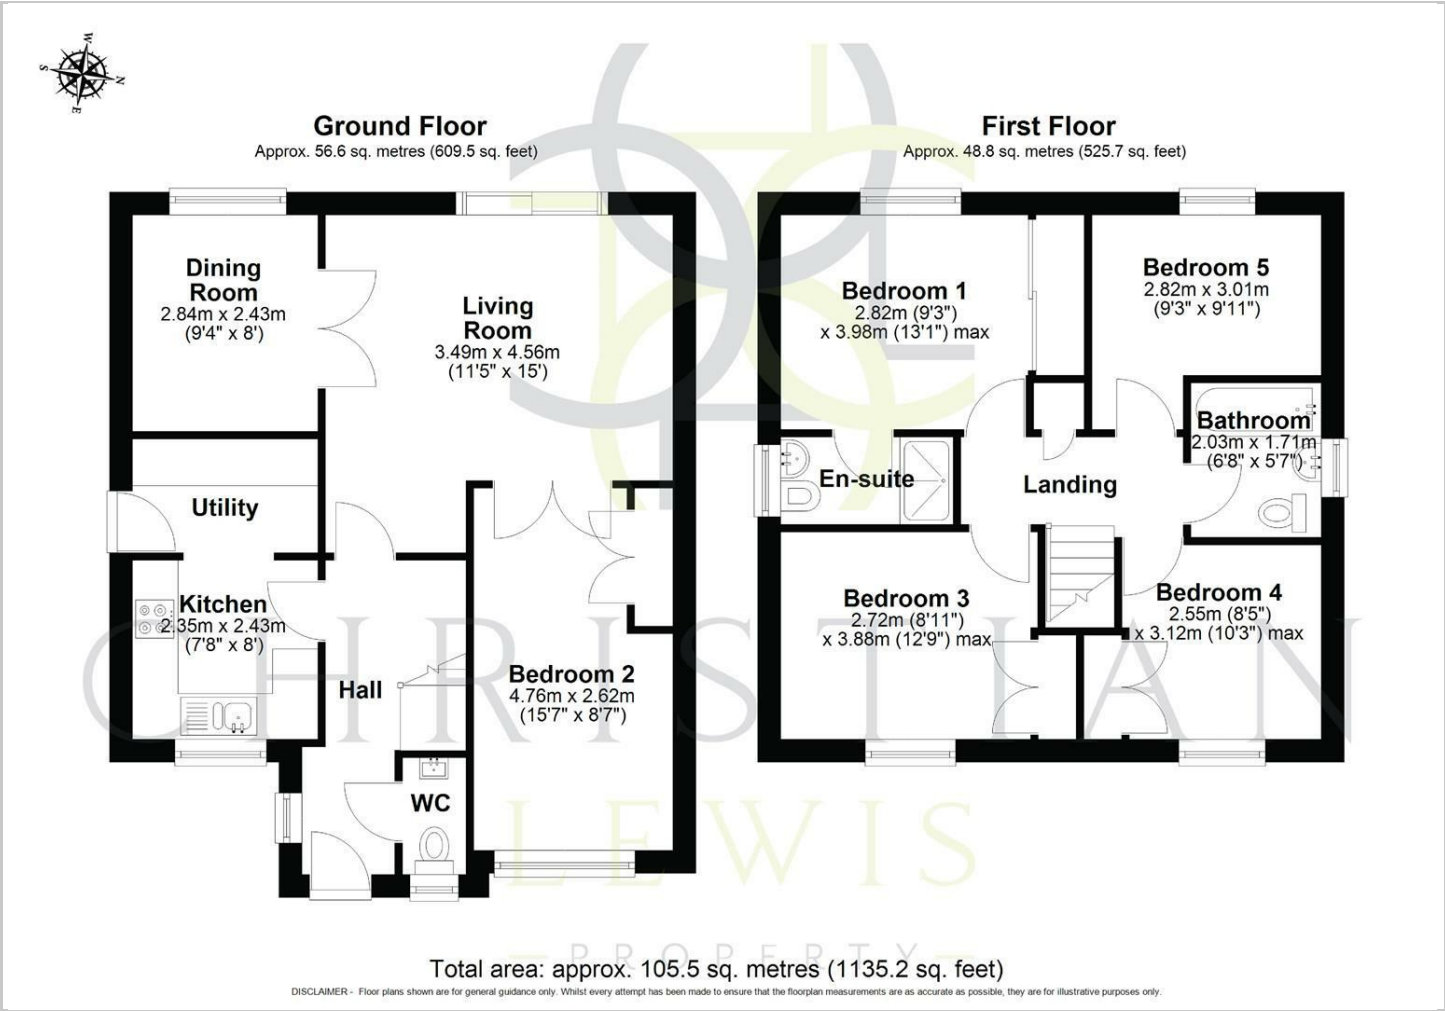 W
S
N
E
Ground Floor
Approx. 56.6 sq. metres (609.5 sq. feet)
Dining
Room
2.84m x 2.43m
(9'4" x 8')
Living
Room
3.49m x 4.56m
(11'5" x 15')
Utility
Kitchen
2.35m x 2.43m
(7'8" x 8')
Hall
Bedroom 2
4.76m x 2.62m
(15'7" x 8'7")
WC
First Floor
Approx. 48.8 sq. metres (525.7 sq. feet)
Bedroom 1
2.82m (9'3")
x 3.98m (13'1") max
Bedroom 5
2.82m x 3.01m
(9'3" x 9'11")
Bathroom
2.03m x 1.71m
(6'8" x 5'7")
En-suite
Landing
Bedroom 3
2.72m (8'11")
x 3.88m (12'9") max
Bedroom 4
2.55m (8'5")
x 3.12m (10'3") max
CHRISTIAN
LEWIS
PROPERTY
Total area: approx. 105.5 sq. metres (1135.2 sq. feet)
DISCLAIMER - Floor plans shown are for general guidance only. Whilst every attempt has been made to ensure that the floorplan measurements are as accurate as possible, they are for illustrative purposes only.